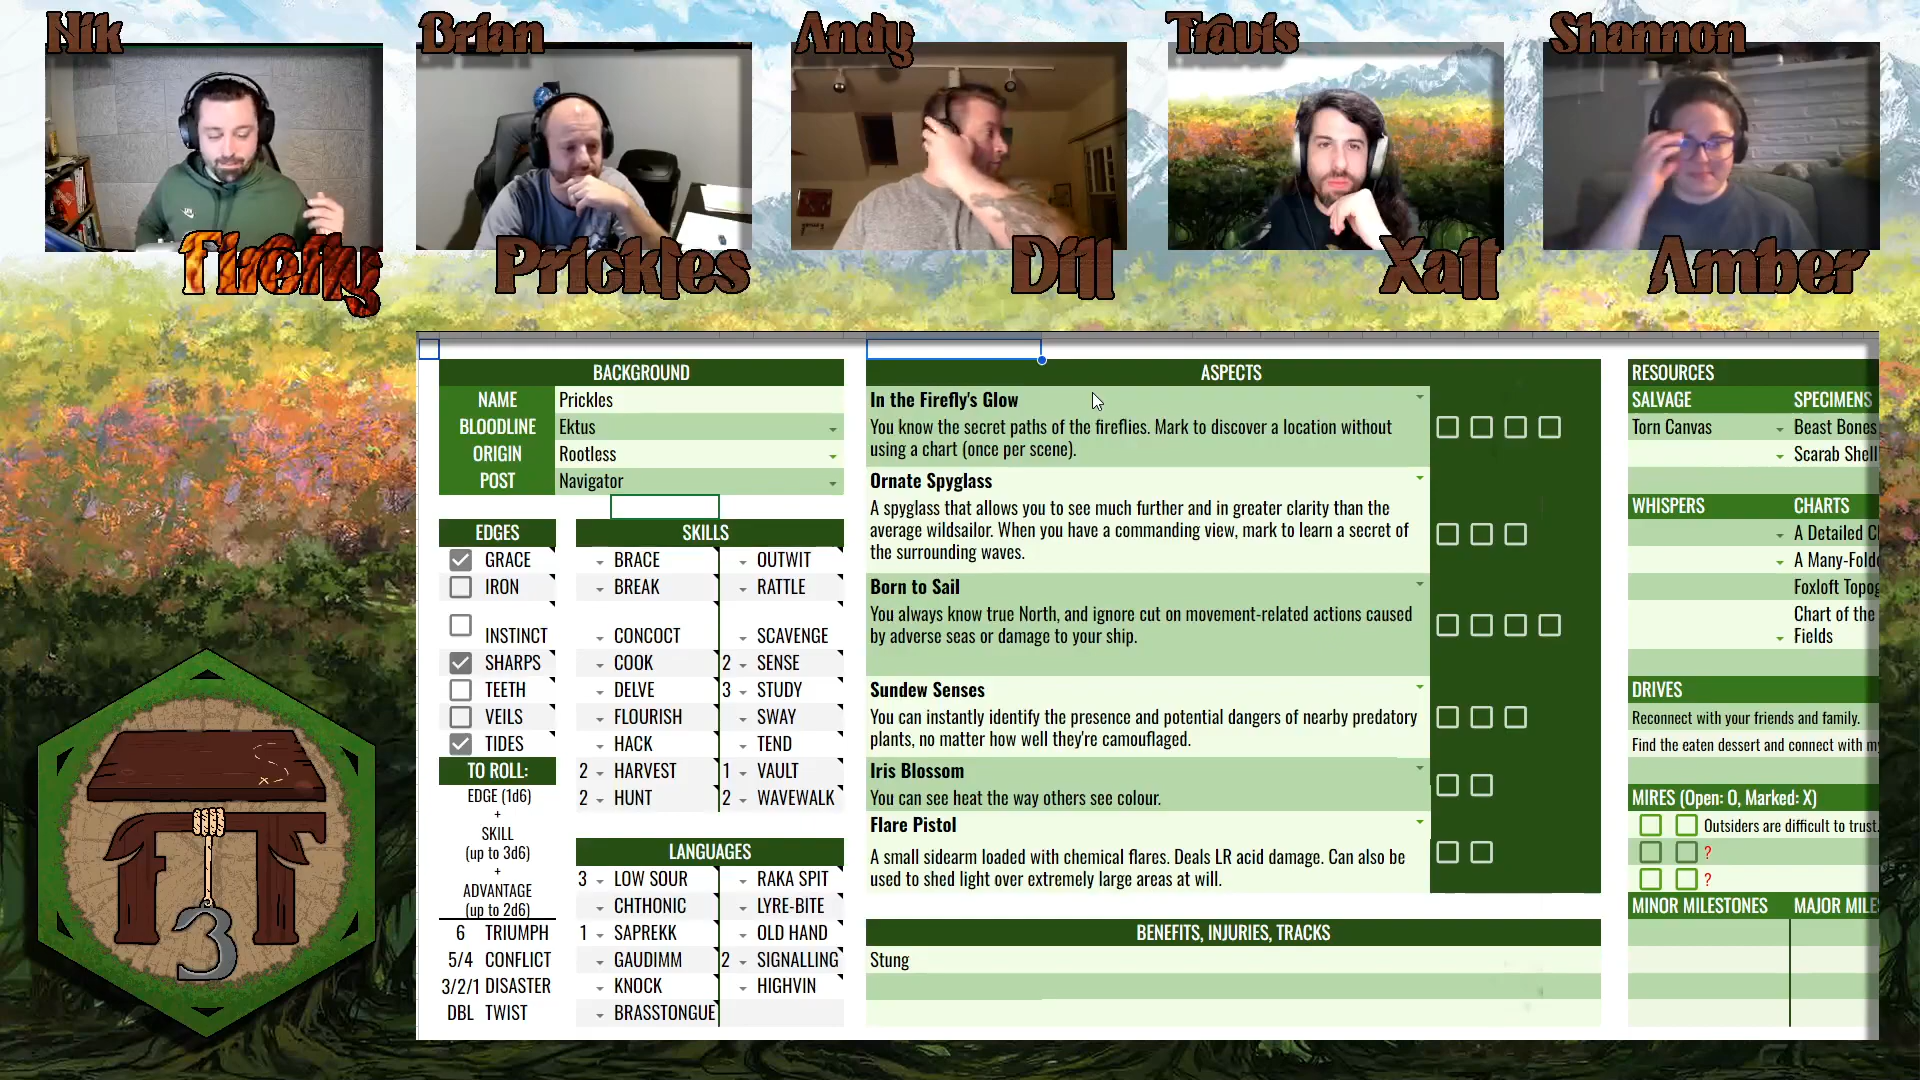 Nik
Brian
Andy
Travis
Shannon
Firefly
Prickles
Dill
Xall
Amber
BACKGROUND
NAME Prickles
BLOODLINE Ektus
ORIGIN Rootless
POST Navigator
EDGES
GRACE
IRON
INSTINCT
SHARPS
TEETH
VEILS
TIDES
TO ROLL:
EDGE (1d6)
+
SKILL
(up to 3d6)
+
ADVANTAGE
(up to 2d6)
6 TRIUMPH
5/4 CONFLICT
3/2/1 DISASTER
DBL TWIST
SKILLS
BRACE OUTWIT
BREAK RATTLE
CONCOCT SCAVENGE
COOK 2 SENSE
DELVE 3 STUDY
FLOURISH SWAY
HACK TEND
2 HARVEST 1 VAULT
2 HUNT 2 WAVEWALK
LANGUAGES
3 LOW SOUR RAKA SPIT
CHTHONIC LYRE-BITE
1 SAPREKK OLD HAND
GAUDIMM 2 SIGNALLING
KNOCK HIGHVIN
BRASSTONGUE
ASPECTS
In the Firefly's Glow
You know the secret paths of the fireflies. Mark to discover a location without
using a chart (once per scene).
Ornate Spyglass
A spyglass that allows you to see much further and in greater clarity than the
average wildsailor. When you have a commanding view, mark to learn a secret of
the surrounding waves.
Born to Sail
You always know true North, and ignore cut on movement-related actions caused
by adverse seas or damage to your ship.
Sundew Senses
You can instantly identify the presence and potential dangers of nearby predatory
plants, no matter how well they're camouflaged.
Iris Blossom
You can see heat the way others see colour.
Flare Pistol
A small sidearm loaded with chemical flares. Deals LR acid damage. Can also be
used to shed light over extremely large areas at will.
BENEFITS, INJURIES, TRACKS
Stung
RESOURCES
SALVAGE SPECIMENS
Torn Canvas Beast Bones
Scarab Shell
WHISPERS CHARTS
A Detailed C
A Many-Fold
Foxloft Topog
Chart of the
Fields
DRIVES
Reconnect with your friends and family.
Find the eaten dessert and connect with my
MIRES (Open: O, Marked: X)
Outsiders are difficult to trust.
?
?
MINOR MILESTONES MAJOR MILE
3